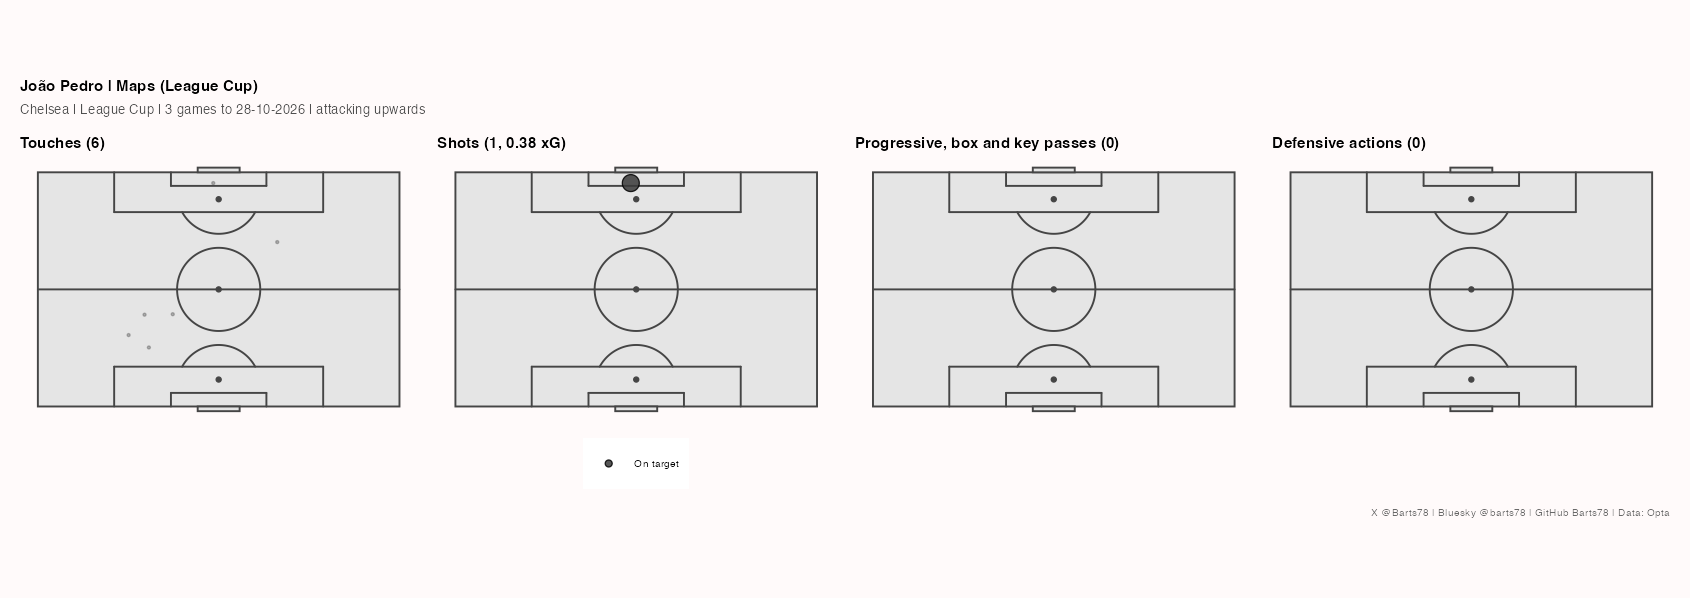 João Pedro | Maps (League Cup)
Chelsea | League Cup | 3 games to 28-10-2026 | attacking upwards
Touches (6)
Shots (1, 0.38 xG)
Progressive, box and key passes (0)
Defensive actions (0)
On target
X @Barts78 | Bluesky @barts78 | GitHub Barts78 | Data: Opta